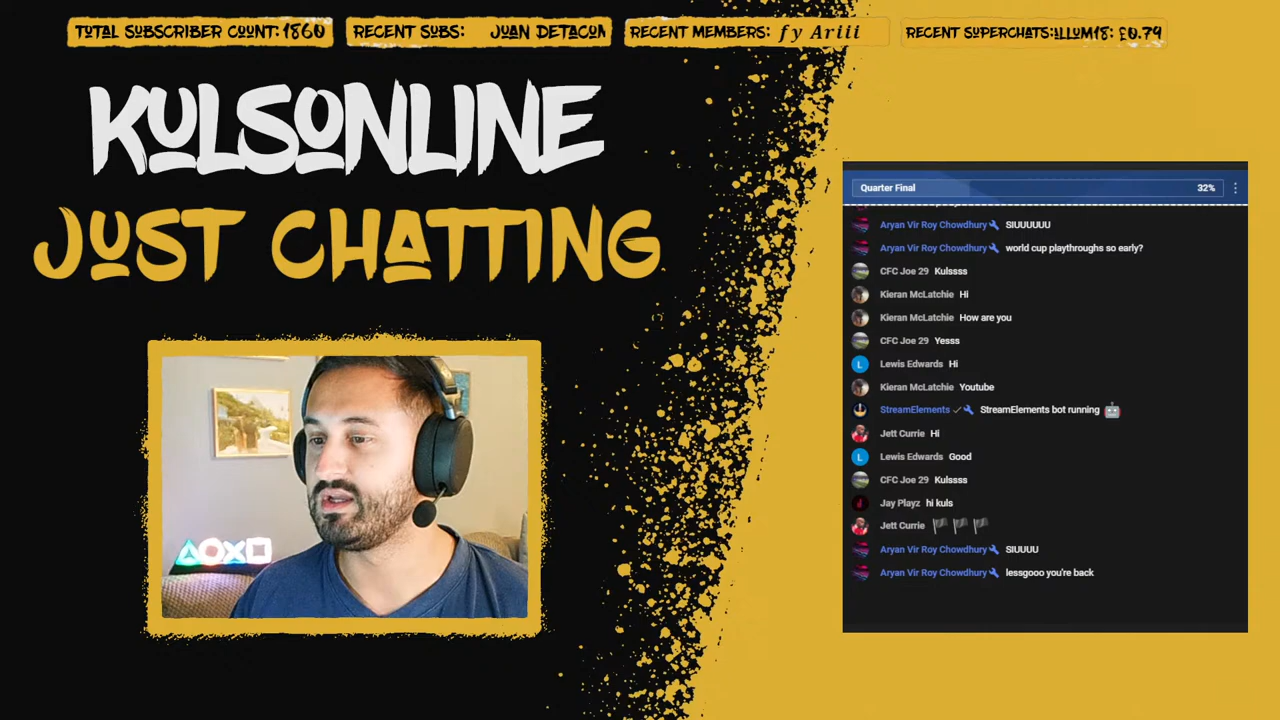 TOTAL SUBSCRIBER COUNT: 1860
RECENT SUBS: JUAN DETACOM
RECENT MEMBERS: fy Ariii
RECENT SUPERCHATS: ILLUM18: £0.79
KULSONLINE
JUST CHATTING
Quarter Final 32%
Aryan Vir Roy Chowdhury SIUUUUUU
Aryan Vir Roy Chowdhury world cup playthroughs so early?
CFC Joe 29 Kulssss
Kieran McLatchie Hi
Kieran McLatchie How are you
CFC Joe 29 Yesss
L Lewis Edwards Hi
Kieran McLatchie Youtube
StreamElements StreamElements bot running
Jett Currie Hi
L Lewis Edwards Good
CFC Joe 29 Kulssss
Jay Playz hi kuls
Jett Currie
Aryan Vir Roy Chowdhury SIUUUU
Aryan Vir Roy Chowdhury lessgooo you're back